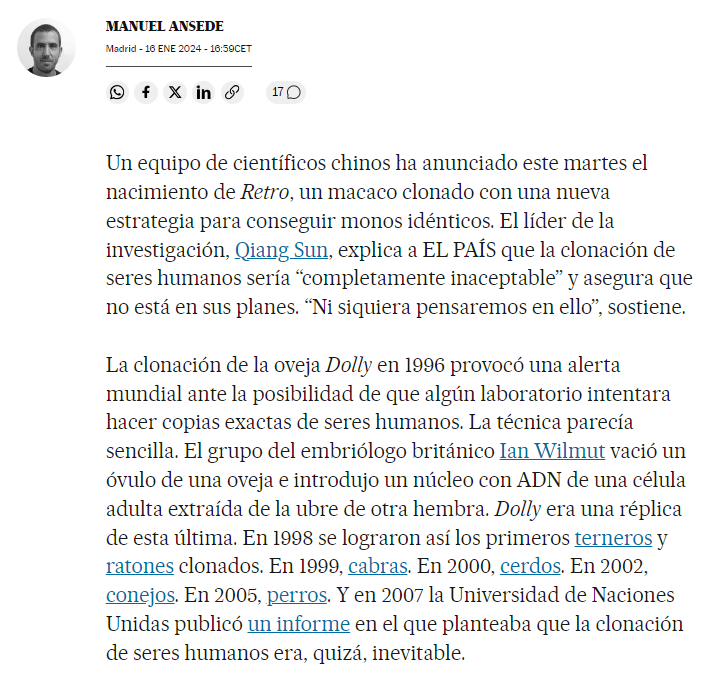 MANUEL ANSEDE
Madrid - 16 ENE 2024 - 16:59CET
17
Un equipo de científicos chinos ha anunciado este martes el
nacimiento de Retro, un macaco clonado con una nueva
estrategia para conseguir monos idénticos. El líder de la
investigación, Qiang Sun, explica a EL PAÍS que la clonación de
seres humanos sería “completamente inaceptable” y asegura que
no está en sus planes. “Ni siquiera pensaremos en ello”, sostiene.
La clonación de la oveja Dolly en 1996 provocó una alerta
mundial ante la posibilidad de que algún laboratorio intentara
hacer copias exactas de seres humanos. La técnica parecía
sencilla. El grupo del embriólogo británico Ian Wilmut vació un
óvulo de una oveja e introdujo un núcleo con ADN de una célula
adulta extraída de la ubre de otra hembra. Dolly era una réplica
de esta última. En 1998 se lograron así los primeros terneros y
ratones clonados. En 1999, cabras. En 2000, cerdos. En 2002,
conejos. En 2005, perros. Y en 2007 la Universidad de Naciones
Unidas publicó un informe en el que planteaba que la clonación
de seres humanos era, quizá, inevitable.